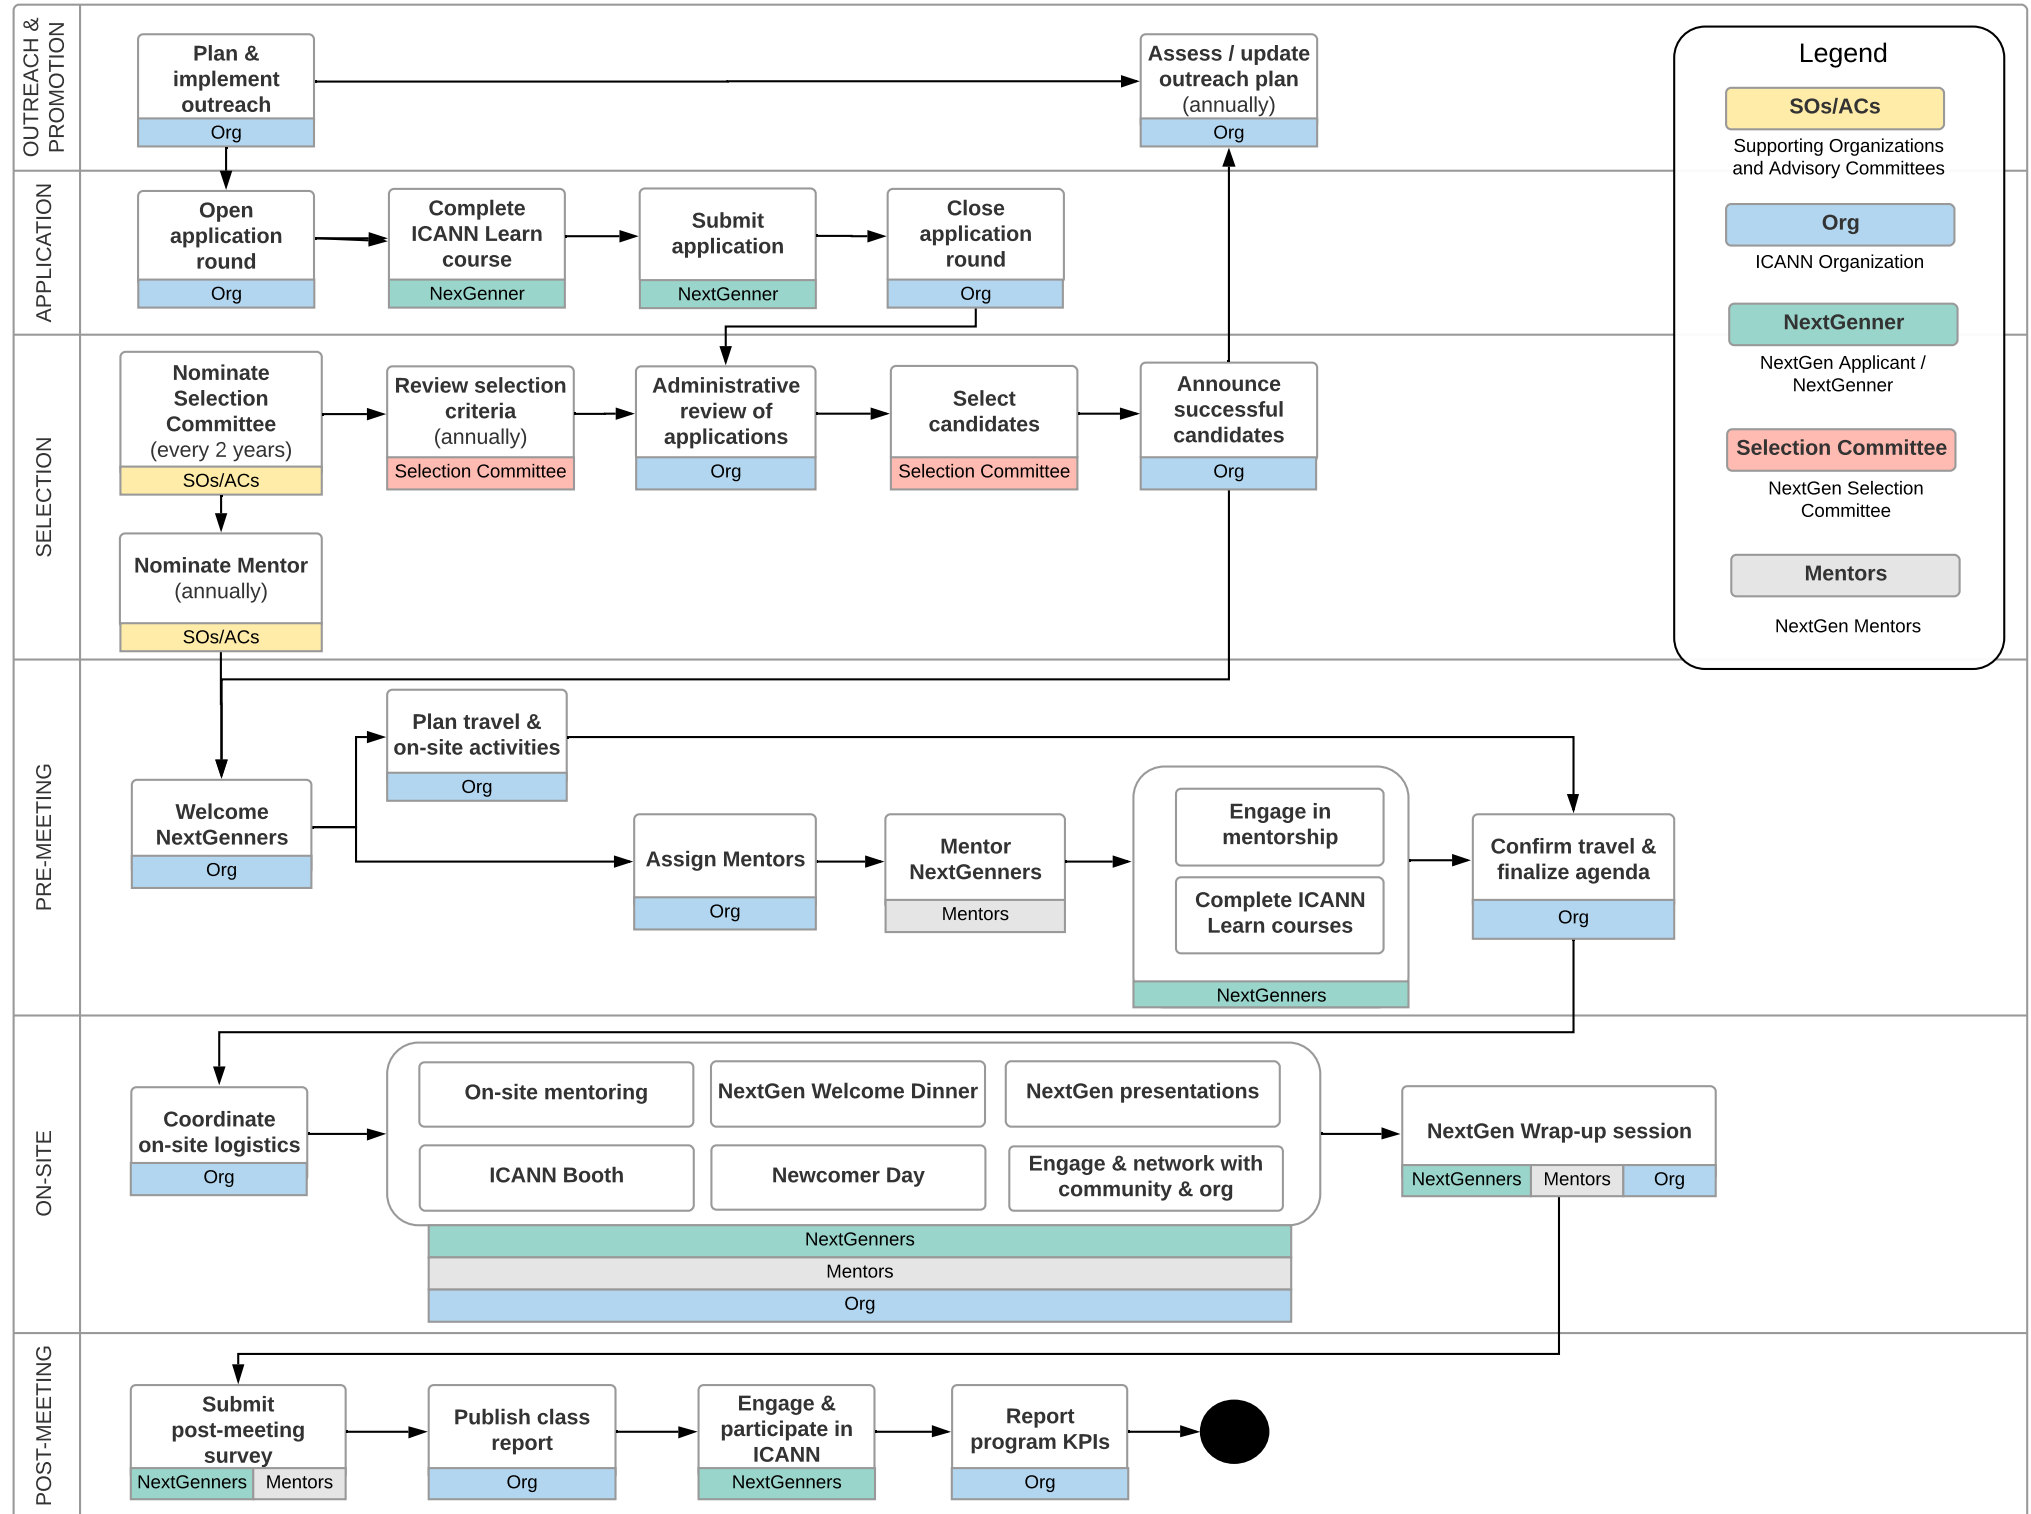 OUTREACH &
PROMOTION
Plan &
implement
outreach
Org
Assess / update
outreach plan
(annually)
Org
APPLICATION
Open
application
round
Org
Complete
ICANN Learn
course
NexGenner
Submit
application
NextGenner
Close
application
round
Org
SELECTION
Nominate
Selection
Committee
(every 2 years)
SOs/ACs
Review selection
criteria
(annually)
Selection Committee
Administrative
review of
applications
Org
Select
candidates
Selection Committee
Announce
successful
candidates
Org
Nominate Mentor
(annually)
SOs/ACs
PRE-MEETING
Welcome
NextGenners
Org
Plan travel &
on-site activities
Org
Assign Mentors
Org
Mentor
NextGenners
Mentors
Engage in
mentorship
Complete ICANN
Learn courses
NextGenners
Confirm travel &
finalize agenda
Org
ON-SITE
Coordinate
on-site logistics
Org
On-site mentoring
NextGen Welcome Dinner
NextGen presentations
ICANN Booth
Newcomer Day
Engage & network with
community & org
NextGenners
Mentors
Org
NextGen Wrap-up session
NextGenners
Mentors
Org
POST-MEETING
Submit
post-meeting
survey
NextGenners
Mentors
Publish class
report
Org
Engage &
participate in
ICANN
NextGenners
Report
program KPIs
Org
Legend
SOs/ACs
Supporting Organizations
and Advisory Committees
Org
ICANN Organization
NextGenner
NextGen Applicant /
NextGenner
Selection Committee
NextGen Selection
Committee
Mentors
NextGen Mentors